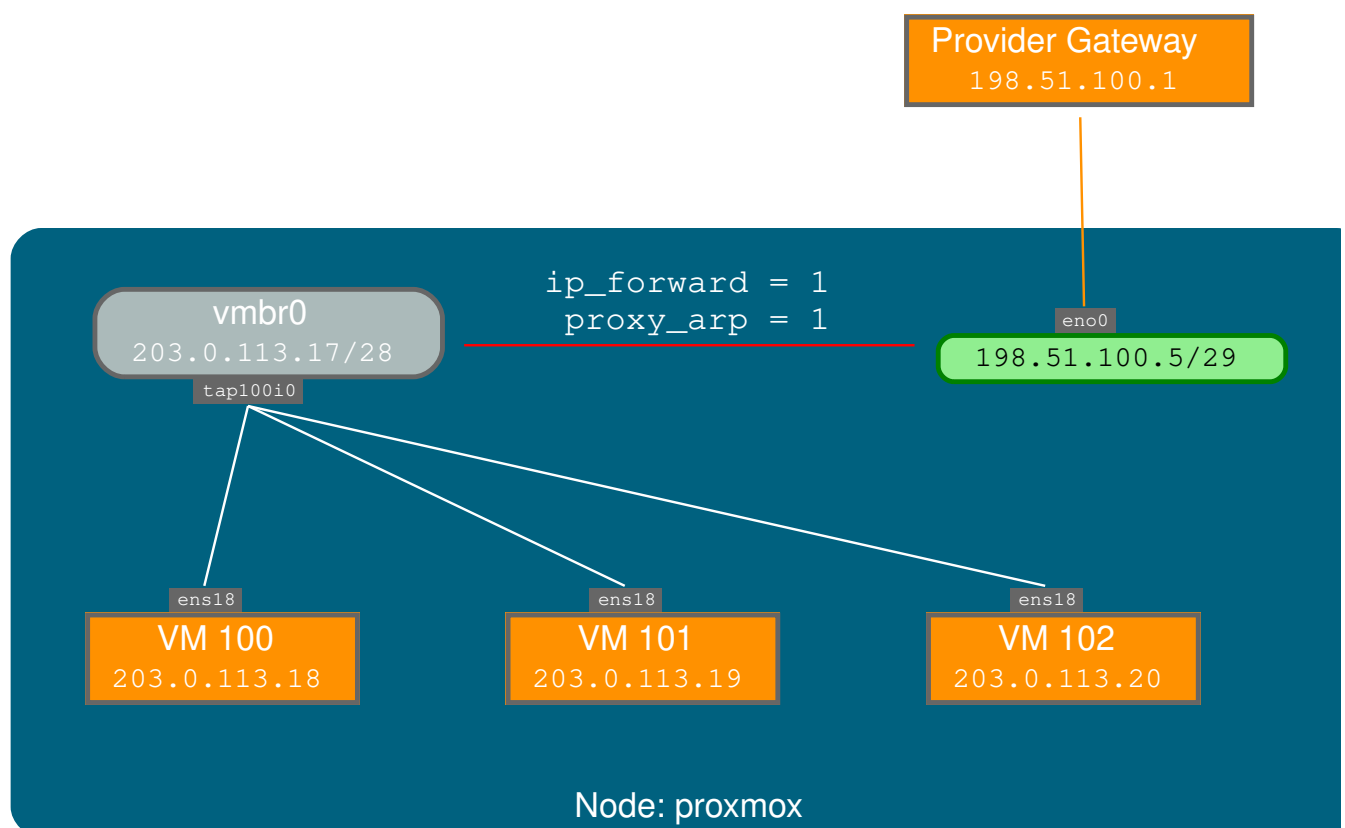 Provider Gateway
198.51.100.1
ip_forward = 1
proxy_arp = 1
vmbr0
203.0.113.17/28
tap100i0
eno0
198.51.100.5/29
ens18
VM 100
203.0.113.18
ens18
VM 101
203.0.113.19
ens18
VM 102
203.0.113.20
Node: proxmox